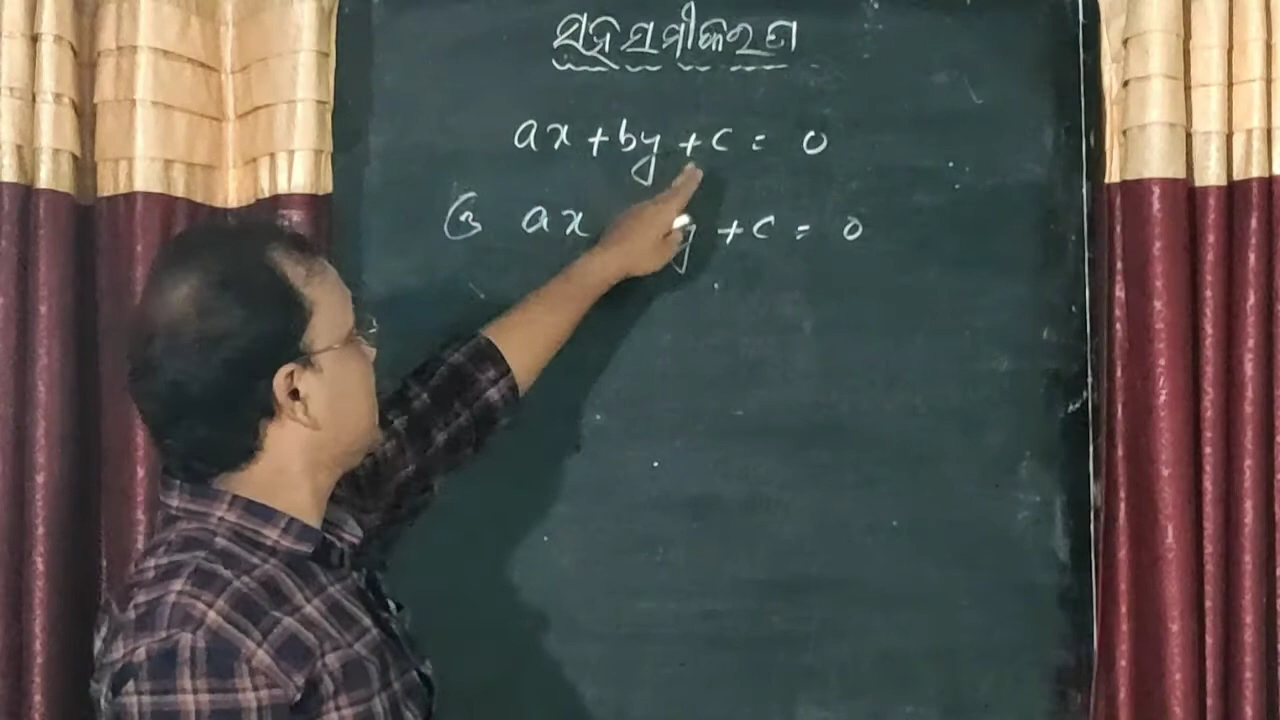 ସହସମୀକରଣ
ax + by + c = 0
ଓ ax y + c = 0